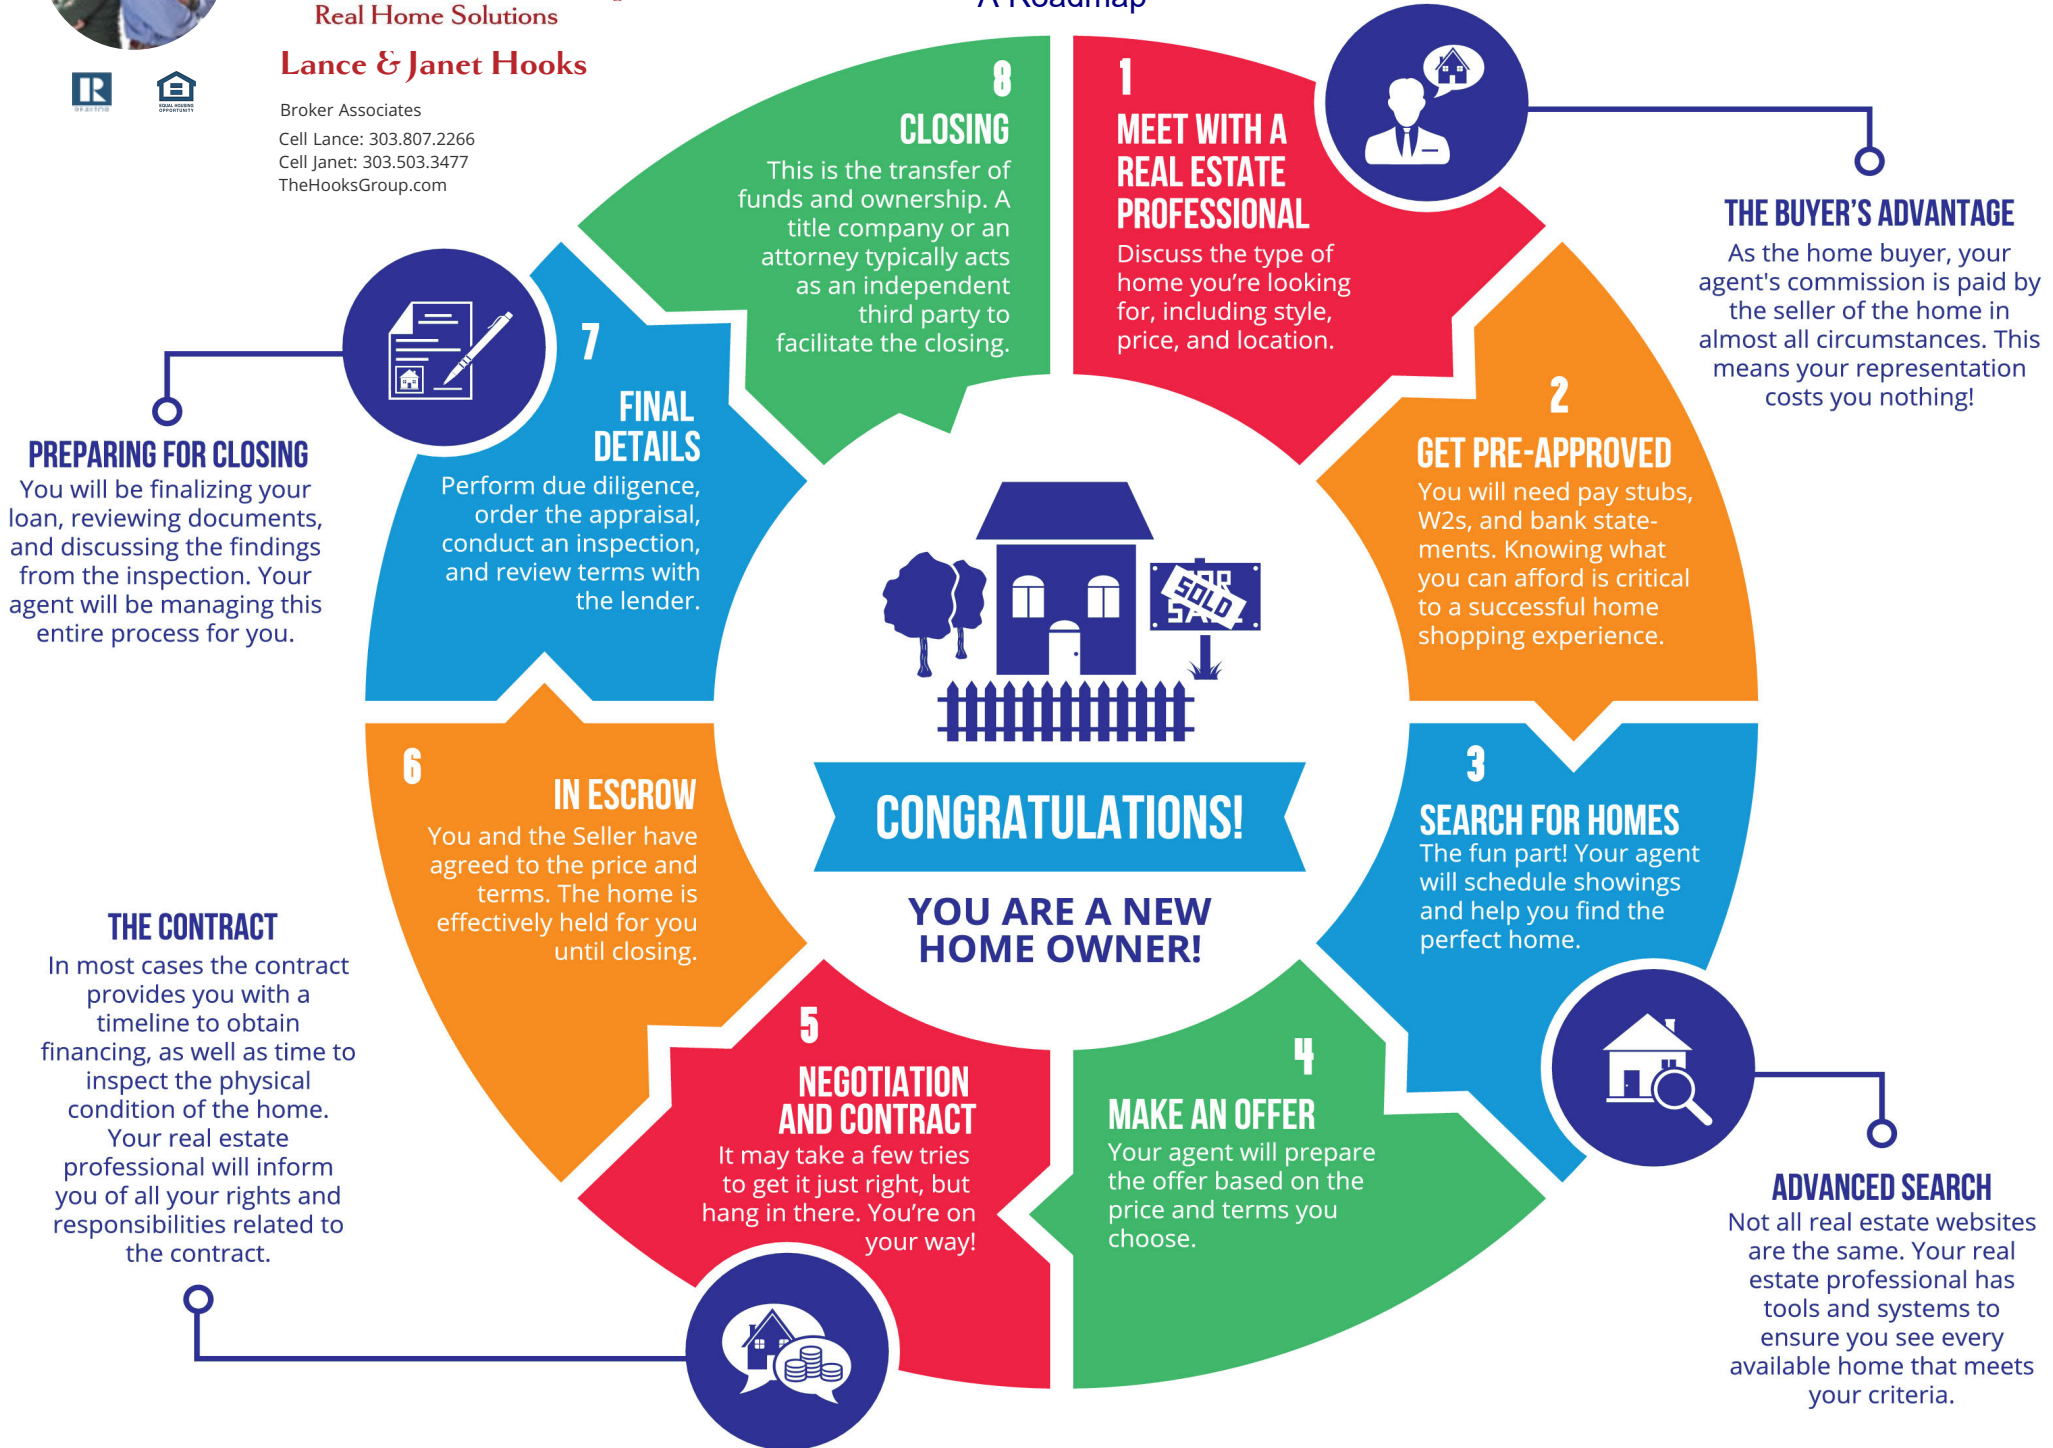 Real Home Solutions
Lance & Janet Hooks
REALTOR
EQUAL HOUSING
OPPORTUNITY
Broker Associates
Cell Lance: 303.807.2266
Cell Janet: 303.503.3477
TheHooksGroup.com
A Roadmap
1
MEET WITH A
REAL ESTATE
PROFESSIONAL
Discuss the type of
home you’re looking
for, including style,
price, and location.
THE BUYER’S ADVANTAGE
As the home buyer, your
agent's commission is paid by
the seller of the home in
almost all circumstances. This
means your representation
costs you nothing!
2
GET PRE-APPROVED
You will need pay stubs,
W2s, and bank state-
ments. Knowing what
you can afford is critical
to a successful home
shopping experience.
3
SEARCH FOR HOMES
The fun part! Your agent
will schedule showings
and help you find the
perfect home.
ADVANCED SEARCH
Not all real estate websites
are the same. Your real
estate professional has
tools and systems to
ensure you see every
available home that meets
your criteria.
4
MAKE AN OFFER
Your agent will prepare
the offer based on the
price and terms you
choose.
5
NEGOTIATION
AND CONTRACT
It may take a few tries
to get it just right, but
hang in there. You’re on
your way!
THE CONTRACT
In most cases the contract
provides you with a
timeline to obtain
financing, as well as time to
inspect the physical
condition of the home.
Your real estate
professional will inform
you of all your rights and
responsibilities related to
the contract.
6
IN ESCROW
You and the Seller have
agreed to the price and
terms. The home is
effectively held for you
until closing.
7
FINAL
DETAILS
Perform due diligence,
order the appraisal,
conduct an inspection,
and review terms with
the lender.
PREPARING FOR CLOSING
You will be finalizing your
loan, reviewing documents,
and discussing the findings
from the inspection. Your
agent will be managing this
entire process for you.
8
CLOSING
This is the transfer of
funds and ownership. A
title company or an
attorney typically acts
as an independent
third party to
facilitate the closing.
SOLD
CONGRATULATIONS!
YOU ARE A NEW
HOME OWNER!